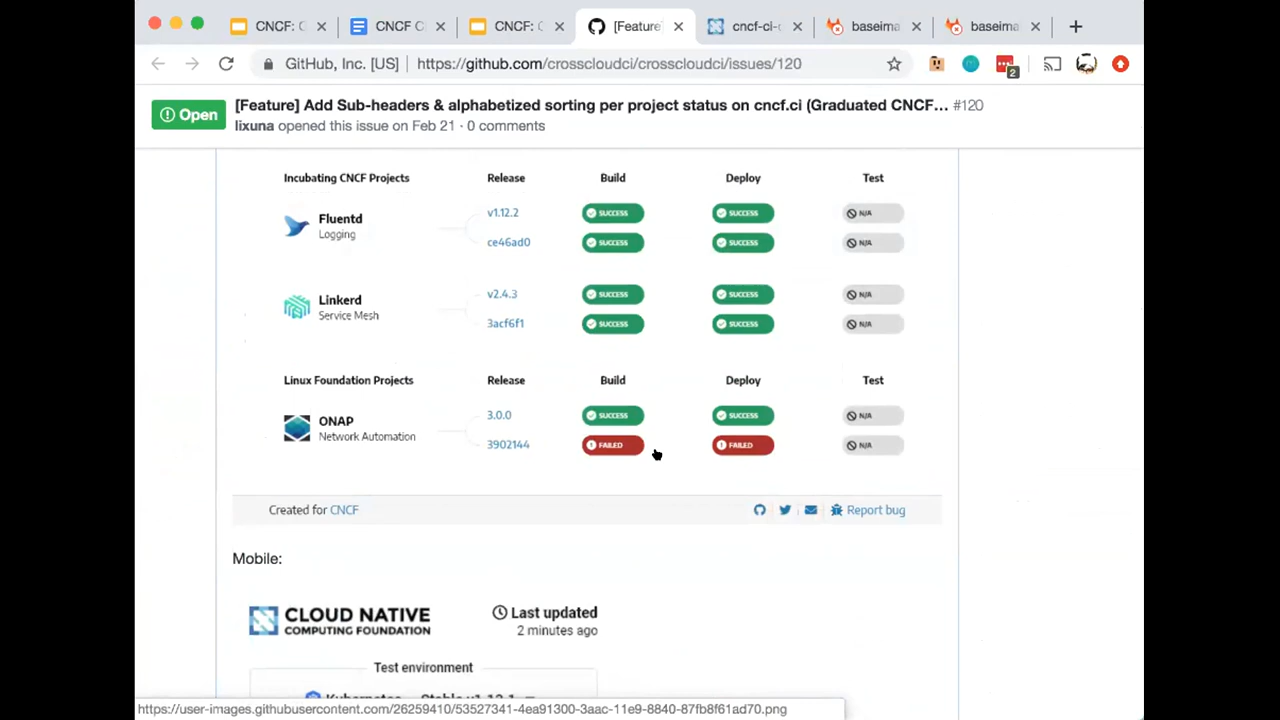 CNCF: C
CNCF C
CNCF: C
[Feature
cncf-ci-
baseima
baseima
GitHub, Inc. [US]
https://github.com/crosscloudci/crosscloudci/issues/120
2
Open
[Feature] Add Sub-headers & alphabetized sorting per project status on cncf.ci (Graduated CNCF… #120
lixuna opened this issue on Feb 21 · 0 comments
Incubating CNCF Projects Release Build Deploy Test
Fluentd
Logging
v1.12.2 SUCCESS SUCCESS N/A
ce46ad0 SUCCESS SUCCESS N/A
Linkerd
Service Mesh
v2.4.3 SUCCESS SUCCESS N/A
3acf6f1 SUCCESS SUCCESS N/A
Linux Foundation Projects Release Build Deploy Test
ONAP
Network Automation
3.0.0 SUCCESS SUCCESS N/A
3902144 FAILED FAILED N/A
Created for CNCF
Report bug
Mobile:
CLOUD NATIVE
COMPUTING FOUNDATION
Last updated
2 minutes ago
Test environment
https://user-images.githubusercontent.com/26259410/53527341-4ea91300-3aac-11e9-8840-87fb8f61ad70.png